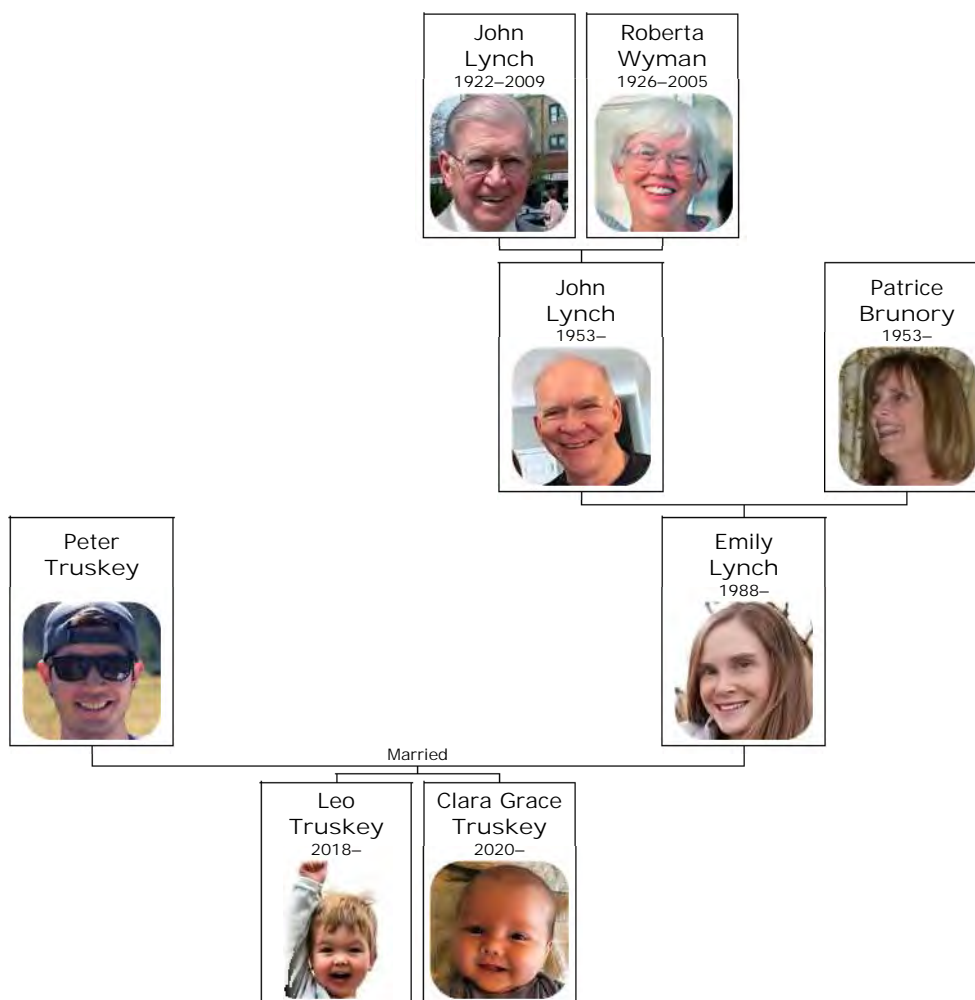 John
Lynch
1922–2009
Roberta
Wyman
1926–2005
John
Lynch
1953–
Patrice
Brunory
1953–
Peter
Truskey
Emily
Lynch
1988–
Married
Leo
Truskey
2018–
Clara Grace
Truskey
2020–